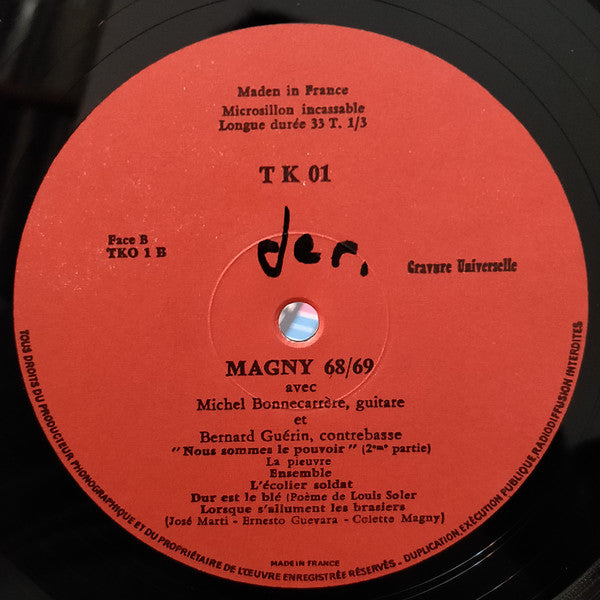 Maden in France
Microsillon incassable
Longue durée 33 T. 1/3
T K 01
der.
Face B
TKO 1 B
Gravure Universelle
MAGNY 68/69
avec
Michel Bonnecarrère, guitare
et
Bernard Guérin, contrebasse
"Nous sommes le pouvoir" (2eme partie)
La pieuvre
Ensemble
L'écolier soldat
Dur est le blé (Poème de Louis Soler
Lorsque s'allument les brasiers
(José Marti - Ernesto Guevara - Colette Magny)
MADE IN FRANCE
TOUS DROITS DU PRODUCTEUR PHONOGRAPHIQUE ET DU PROPRIÉTAIRE DE L'ŒUVRE ENREGISTRÉE RÉSERVÉS - DUPLICATION, EXÉCUTION PUBLIQUE, RADIODIFFUSION INTERDITES